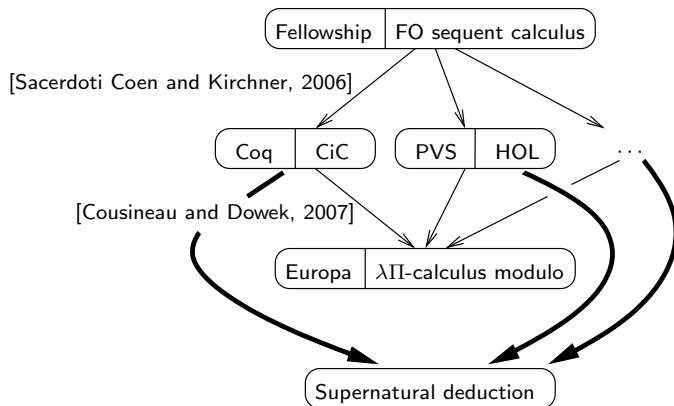 Fellowship FO sequent calculus
[Sacerdoti Coen and Kirchner, 2006]
Coq CiC PVS HOL ...
[Cousineau and Dowek, 2007]
Europa λΠ-calculus modulo
Supernatural deduction